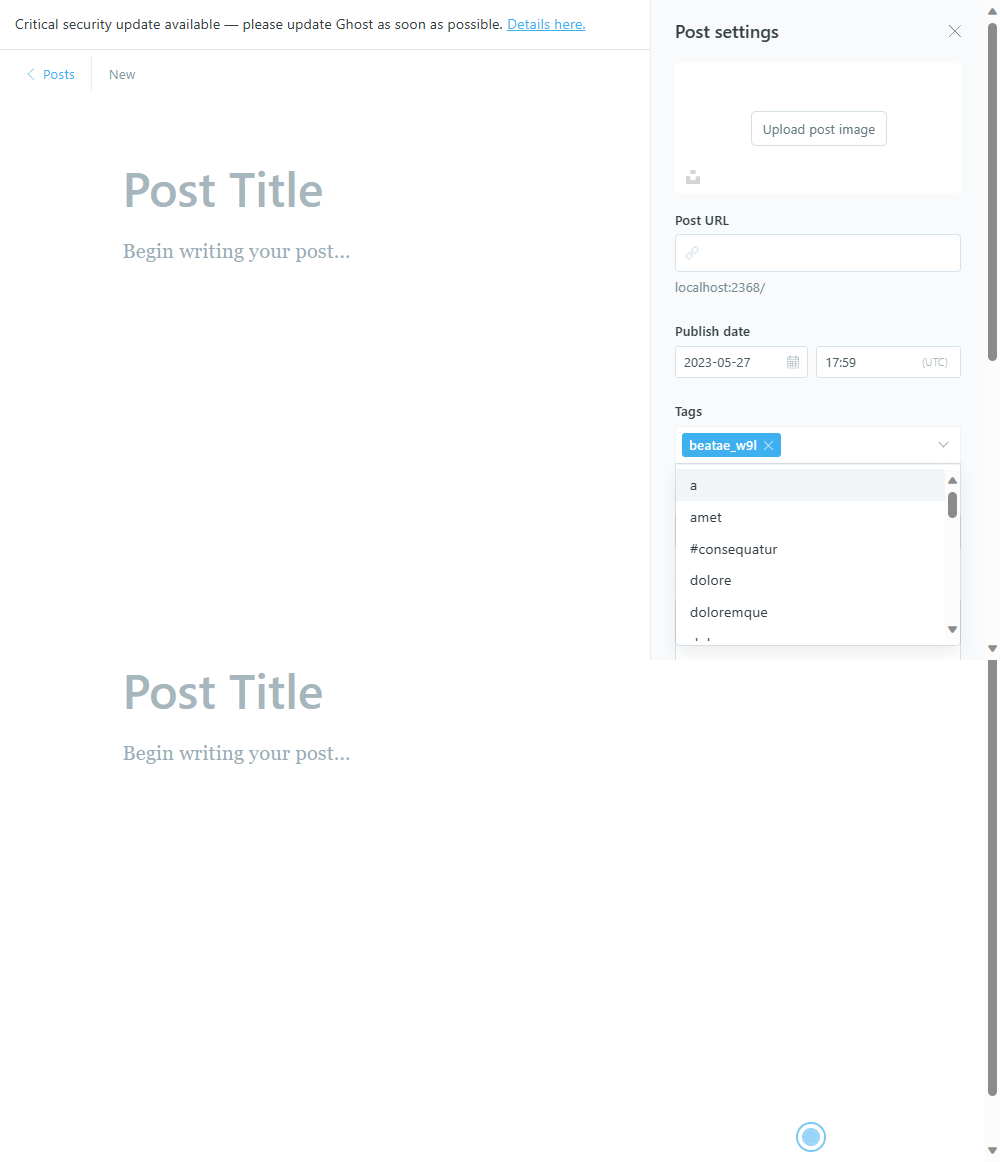 Critical security update available — please update Ghost as soon as possible. Details here.
Posts
New
Post Title
Begin writing your post...
Post settings
Upload post image
Post URL
localhost:2368/
Publish date
2023-05-27
17:59
(UTC)
Tags
beatae_w9l
a
amet
#consequatur
dolore
doloremque
Post Title
Begin writing your post...